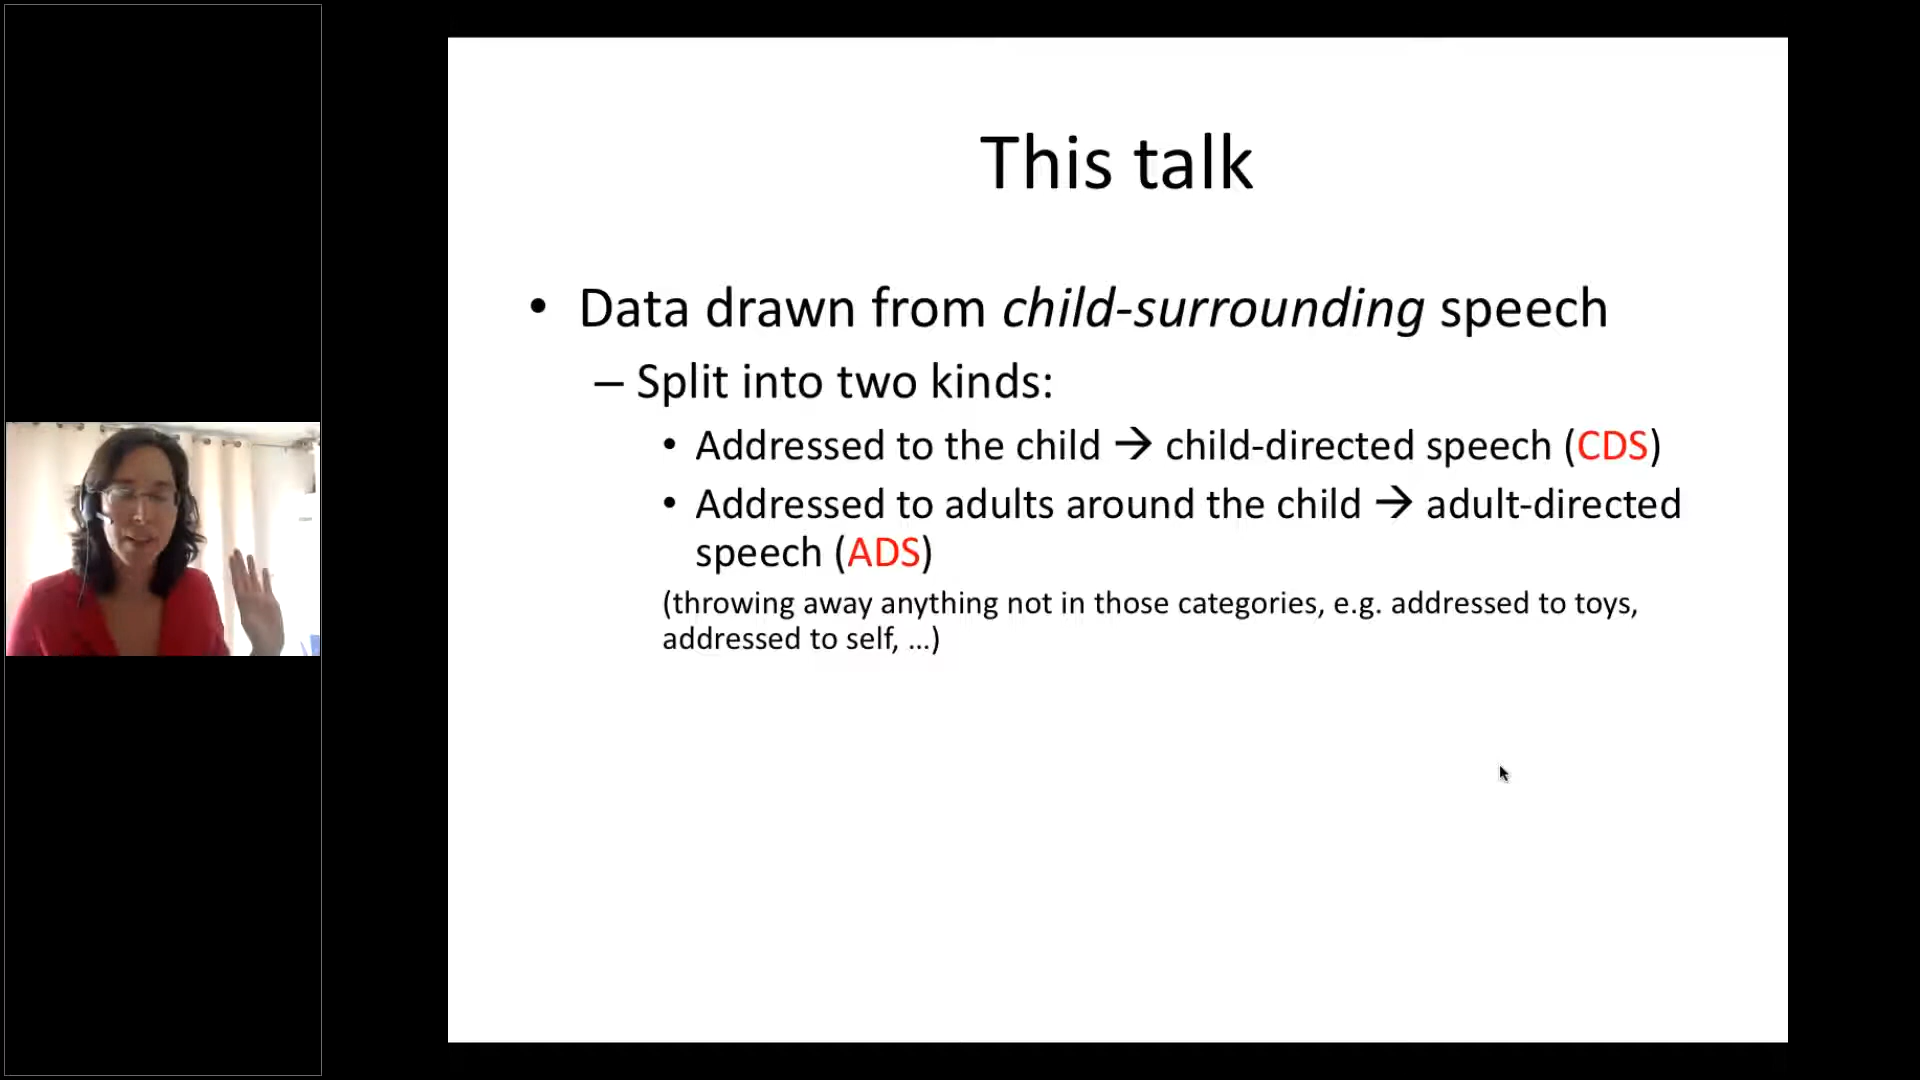 This talk
• Data drawn from child-surrounding speech
– Split into two kinds:
• Addressed to the child → child-directed speech (CDS)
• Addressed to adults around the child → adult-directed
speech (ADS)
(throwing away anything not in those categories, e.g. addressed to toys,
addressed to self, ...)